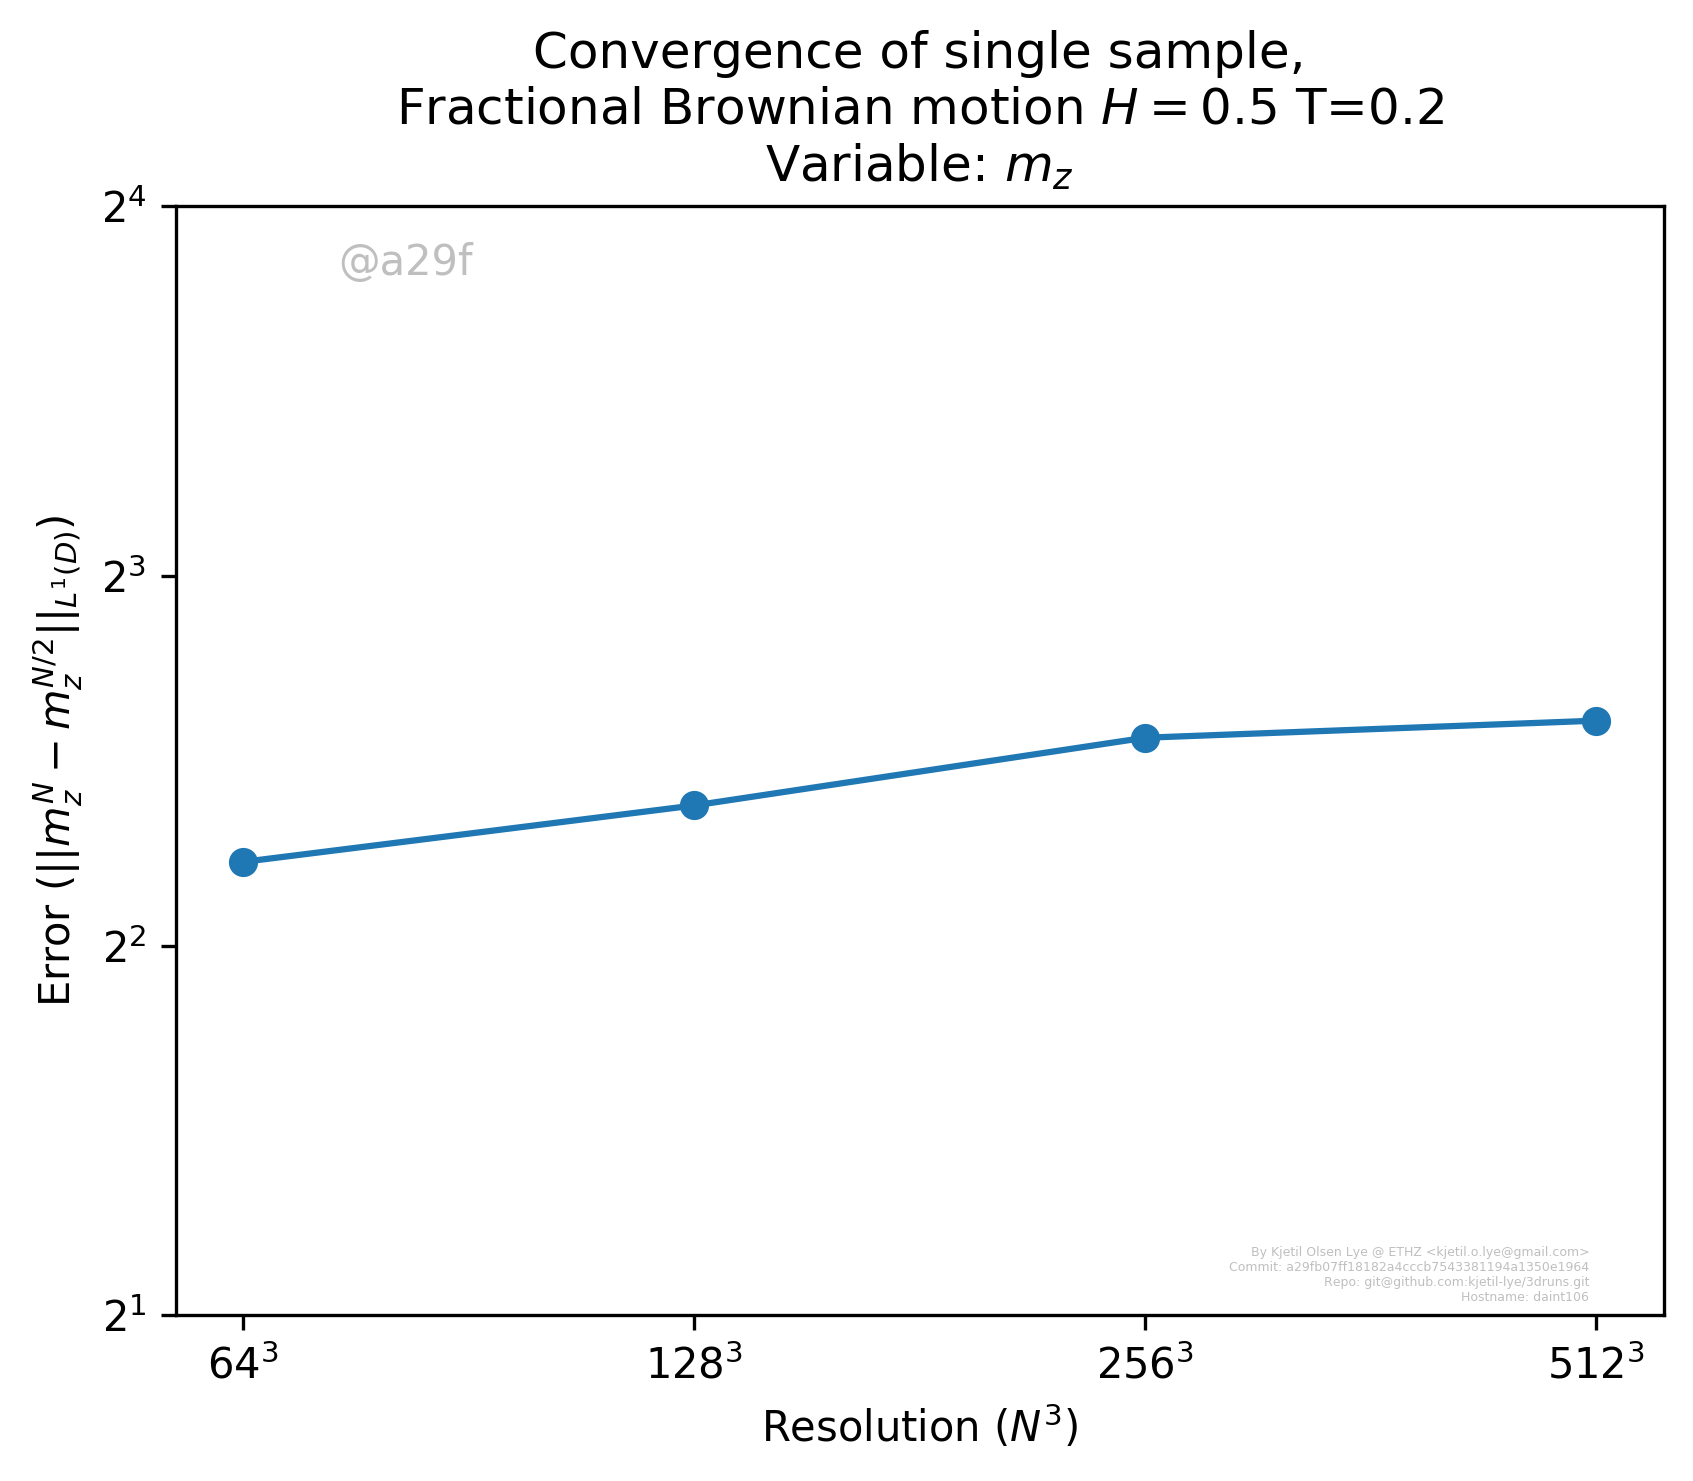 Convergence of single sample,
Fractional Brownian motion H = 0.5 T=0.2
Variable: m_z
@a29f
Error (||m_z^N − m_z^{N/2}||_{L^1(D)})
2^4
2^3
2^2
2^1
64^3 128^3 256^3 512^3
Resolution (N^3)
By Kjetil Olsen Lye @ ETHZ <kjetil.o.lye@gmail.com>
Commit: a29fb07ff18182a4cccb7543381194a1350e1964
Repo: git@github.com:kjetil-lye/3druns.git
Hostname: daint106